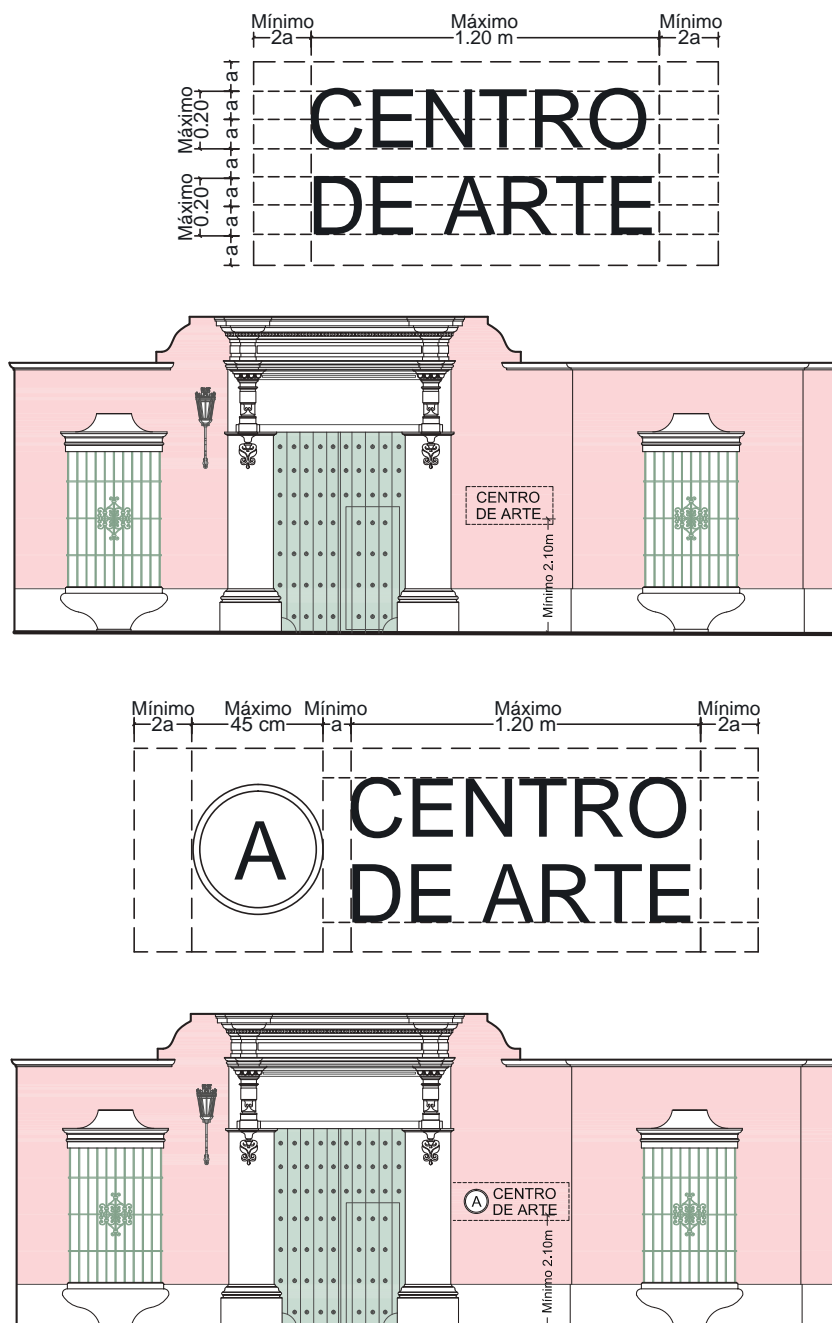 Mínimo Máximo Mínimo
2a 1.20 m 2a
a
Máximo
0.20
a
a
a
Máximo
0.20
a
a
a
CENTRO
DE ARTE
CENTRO
DE ARTE
Mínimo 2.10m
Mínimo Máximo Mínimo Máximo Mínimo
2a 45 cm a 1.20 m 2a
A
CENTRO
DE ARTE
A
CENTRO
DE ARTE
Mínimo 2.10m